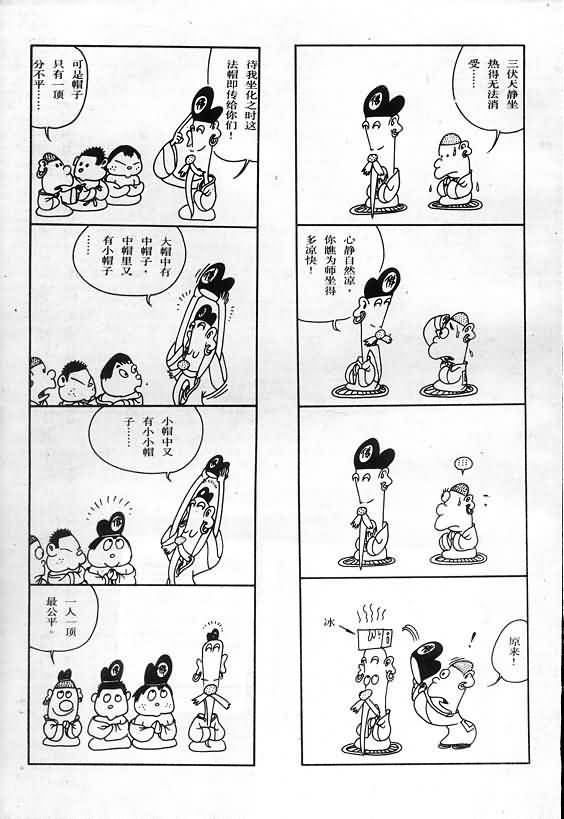 三伏天静坐
热得无法消
受……
心静自然凉，
你瞧为师坐得
多凉快！
……
原来！
！
冰
待我坐化之时这
法帽即传给你们！
可是帽子
只有一顶
分不平……
大帽中有
中帽子，
中帽里又
有小帽子
……
小帽中又
有小小帽
子……
一人一顶
最公平。